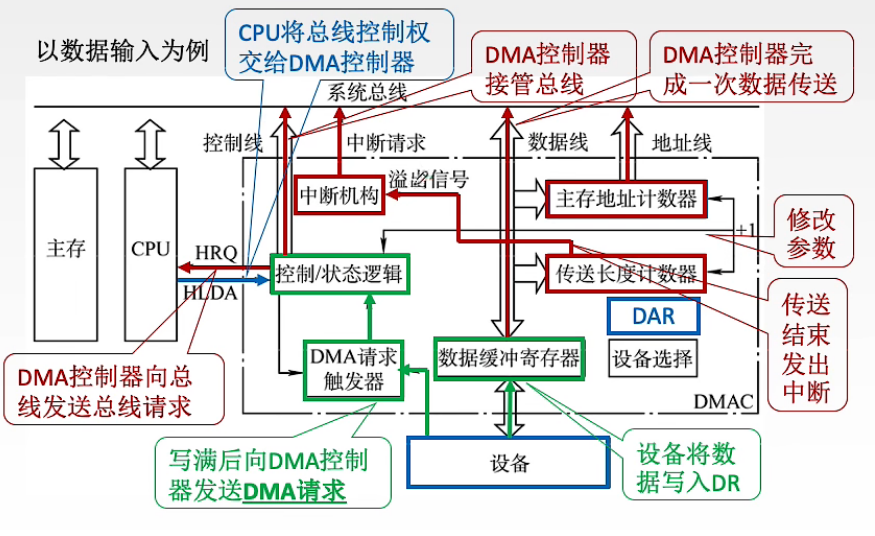 以数据输入为例
CPU将总线控制权
交给DMA控制器
DMA控制器
接管总线
DMA控制器完
成一次数据传送
系统总线
控制线
中断请求
数据线
地址线
溢出信号
中断机构
主存地址计数器
+1
修改
参数
主存
CPU
HRQ
HLDA
控制/状态逻辑
传送长度计数器
DAR
传送
结束
发出
中断
DMA请求
触发器
数据缓冲寄存器
设备选择
DMAC
DMA控制器向总
线发送总线请求
写满后向DMA控制
器发送DMA请求
设备
设备将数
据写入DR